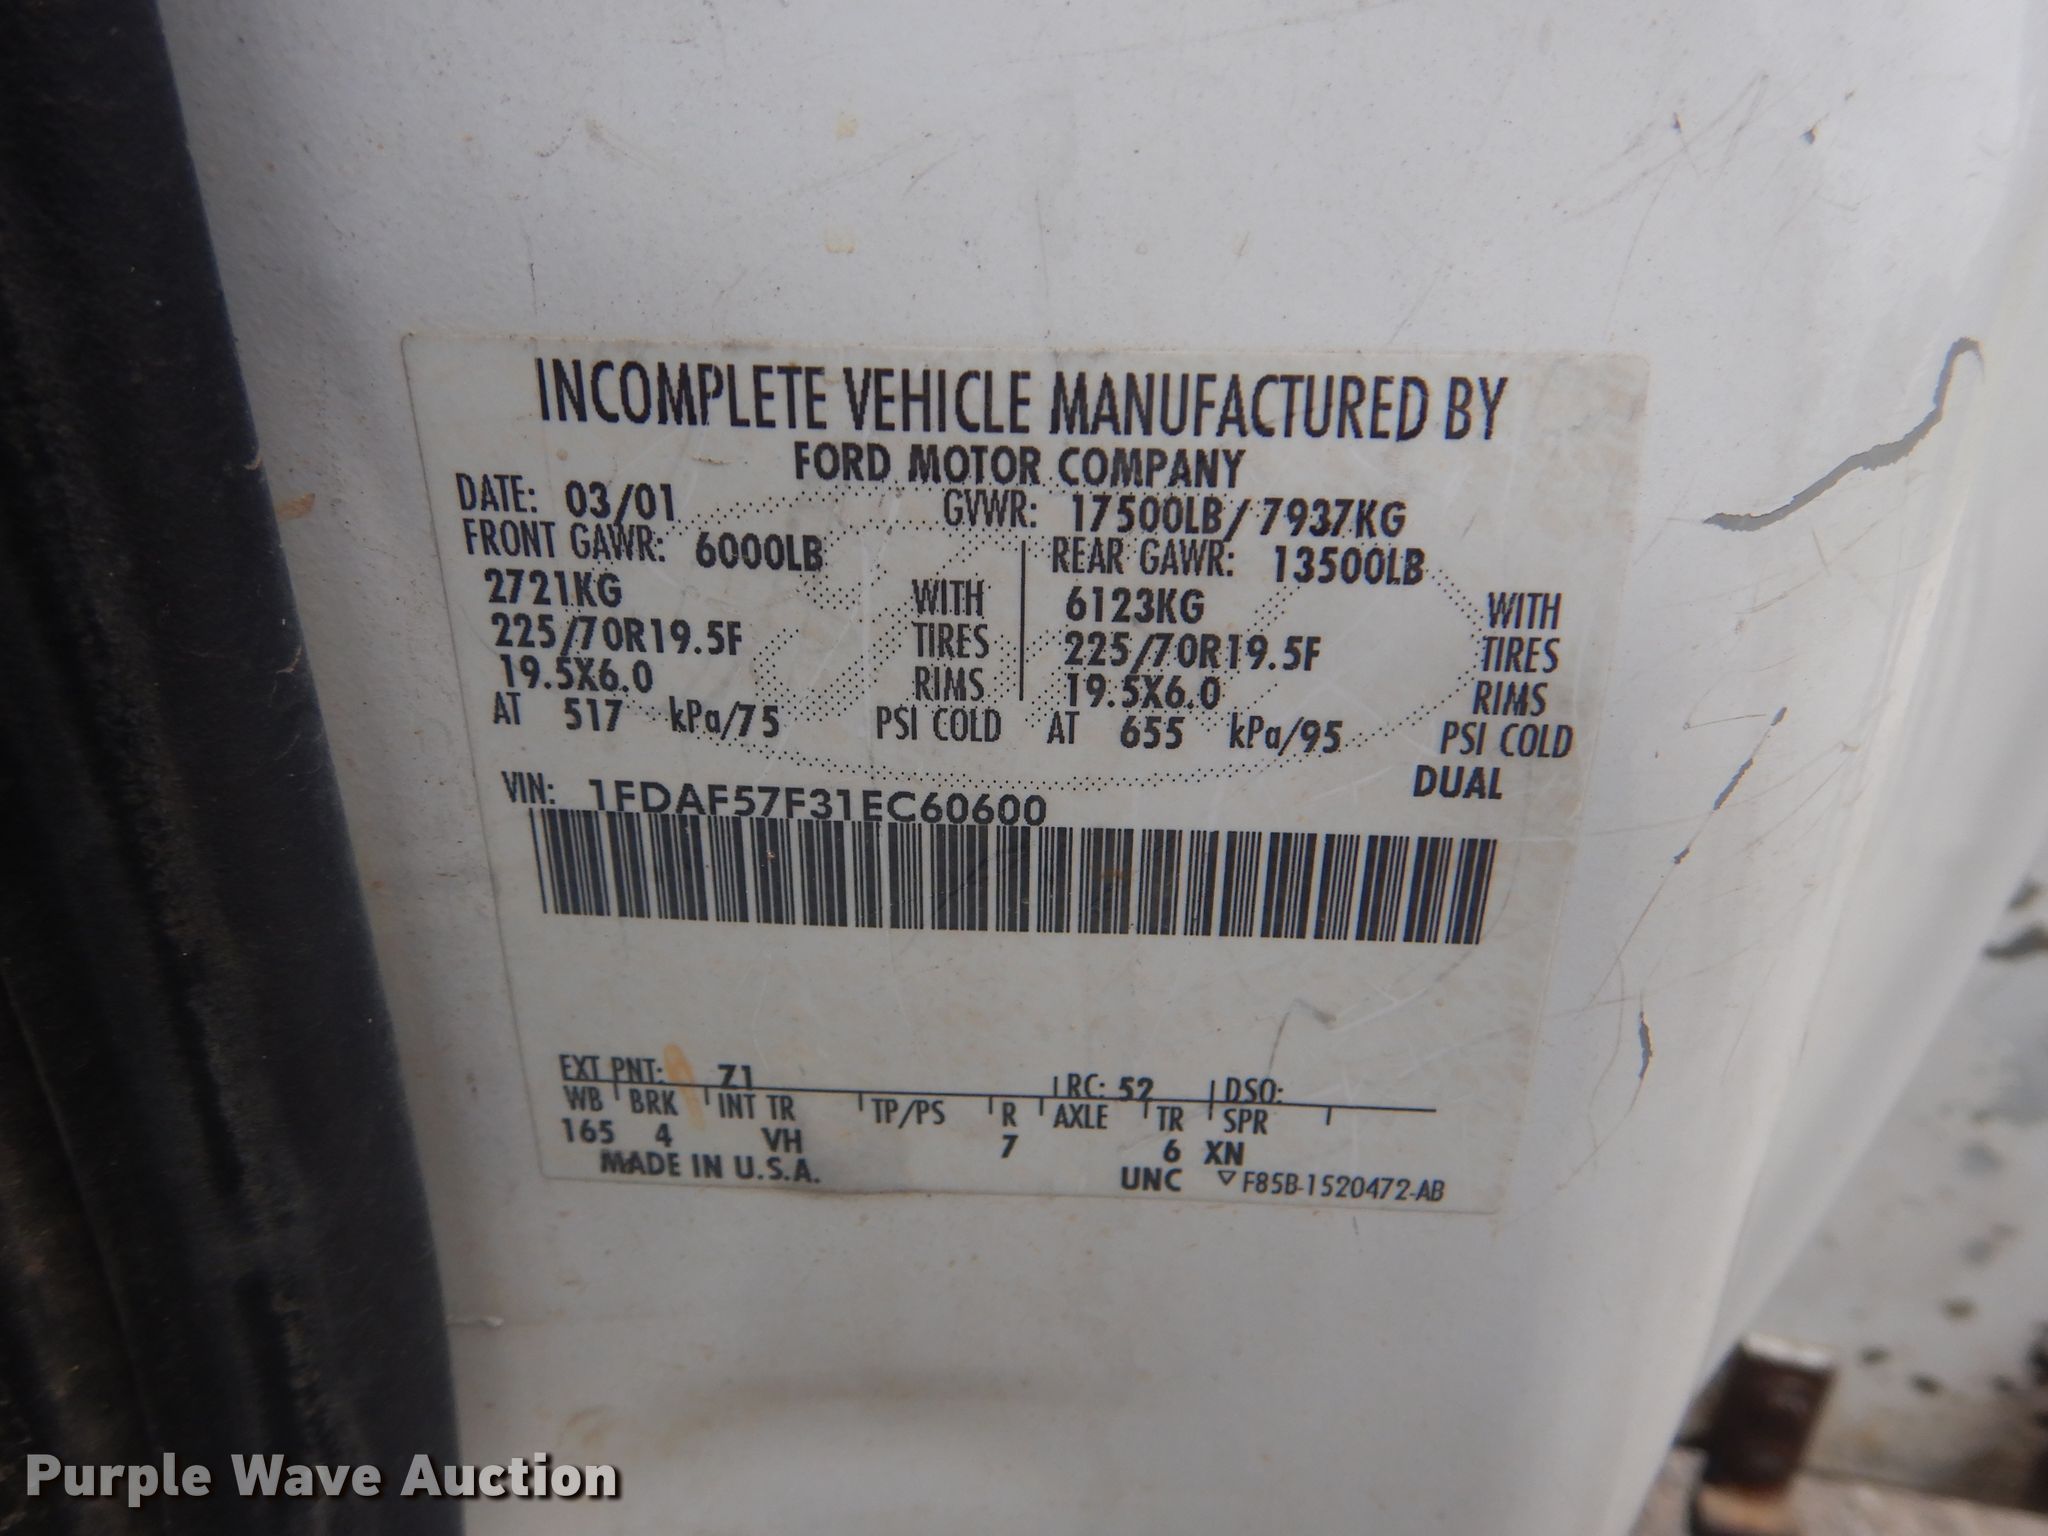 INCOMPLETE VEHICLE MANUFACTURED BY
FORD MOTOR COMPANY
DATE: 03/01 GVWR: 17500LB/7937KG
FRONT GAWR: 6000LB REAR GAWR: 13500LB
2721KG WITH 6123KG WITH
225/70R19.5F TIRES 225/70R19.5F TIRES
19.5X6.0 RIMS 19.5X6.0 RIMS
AT 517 kPa/75 PSI COLD AT 655 kPa/95 PSI COLD
DUAL
VIN: 1FDAF57F31EC60600
EXT PNT: Z1 RC: 52 DSO:
WB BRK INT TR TP/PS R AXLE TR SPR
165 4 VH 7 6 XN
MADE IN U.S.A. UNC ▽ F85B-1520472-AB
Purple Wave Auction